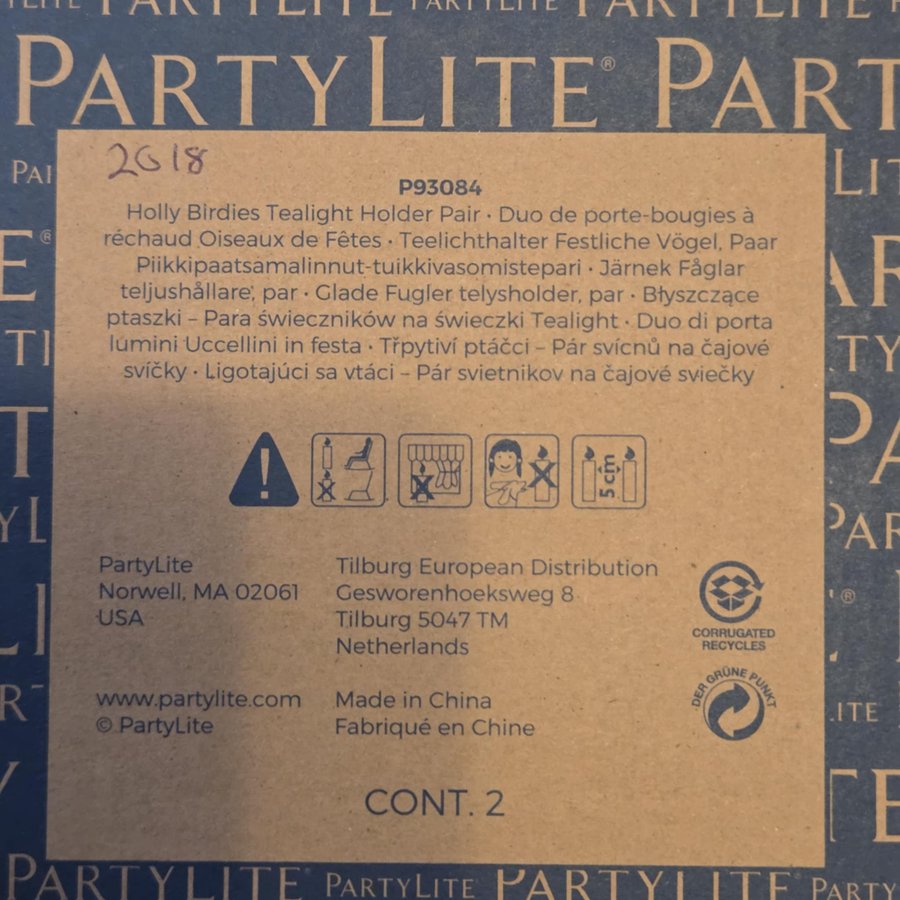 PARTYLITE PARTYLITE PARTYLITE
PARTYLITE® PART
2018
P93084
Holly Birdies Tealight Holder Pair · Duo de porte-bougies à
réchaud Oiseaux de Fêtes · Teelichthalter Festliche Vögel, Paar
Piikkipaatsamalinnut-tuikkivasomistepari · Järnek Fåglar
teljushållare, par · Glade Fugler telysholder, par · Błyszczące
ptaszki – Para świeczników na świeczki Tealight · Duo di porta
lumini Uccellini in festa · Třpytiví ptáčci – Pár svícnů na čajové
svíčky · Ligotajúci sa vtáci – Pár svietnikov na čajové sviečky
5 cm
PartyLite
Norwell, MA 02061
USA
Tilburg European Distribution
Gesworenhoeksweg 8
Tilburg 5047 TM
Netherlands
CORRUGATED
RECYCLES
www.partylite.com
© PartyLite
Made in China
Fabriqué en Chine
DER GRÜNE PUNKT
CONT. 2
PARTYLITE PARTYLITE PARTYLITE PARTY